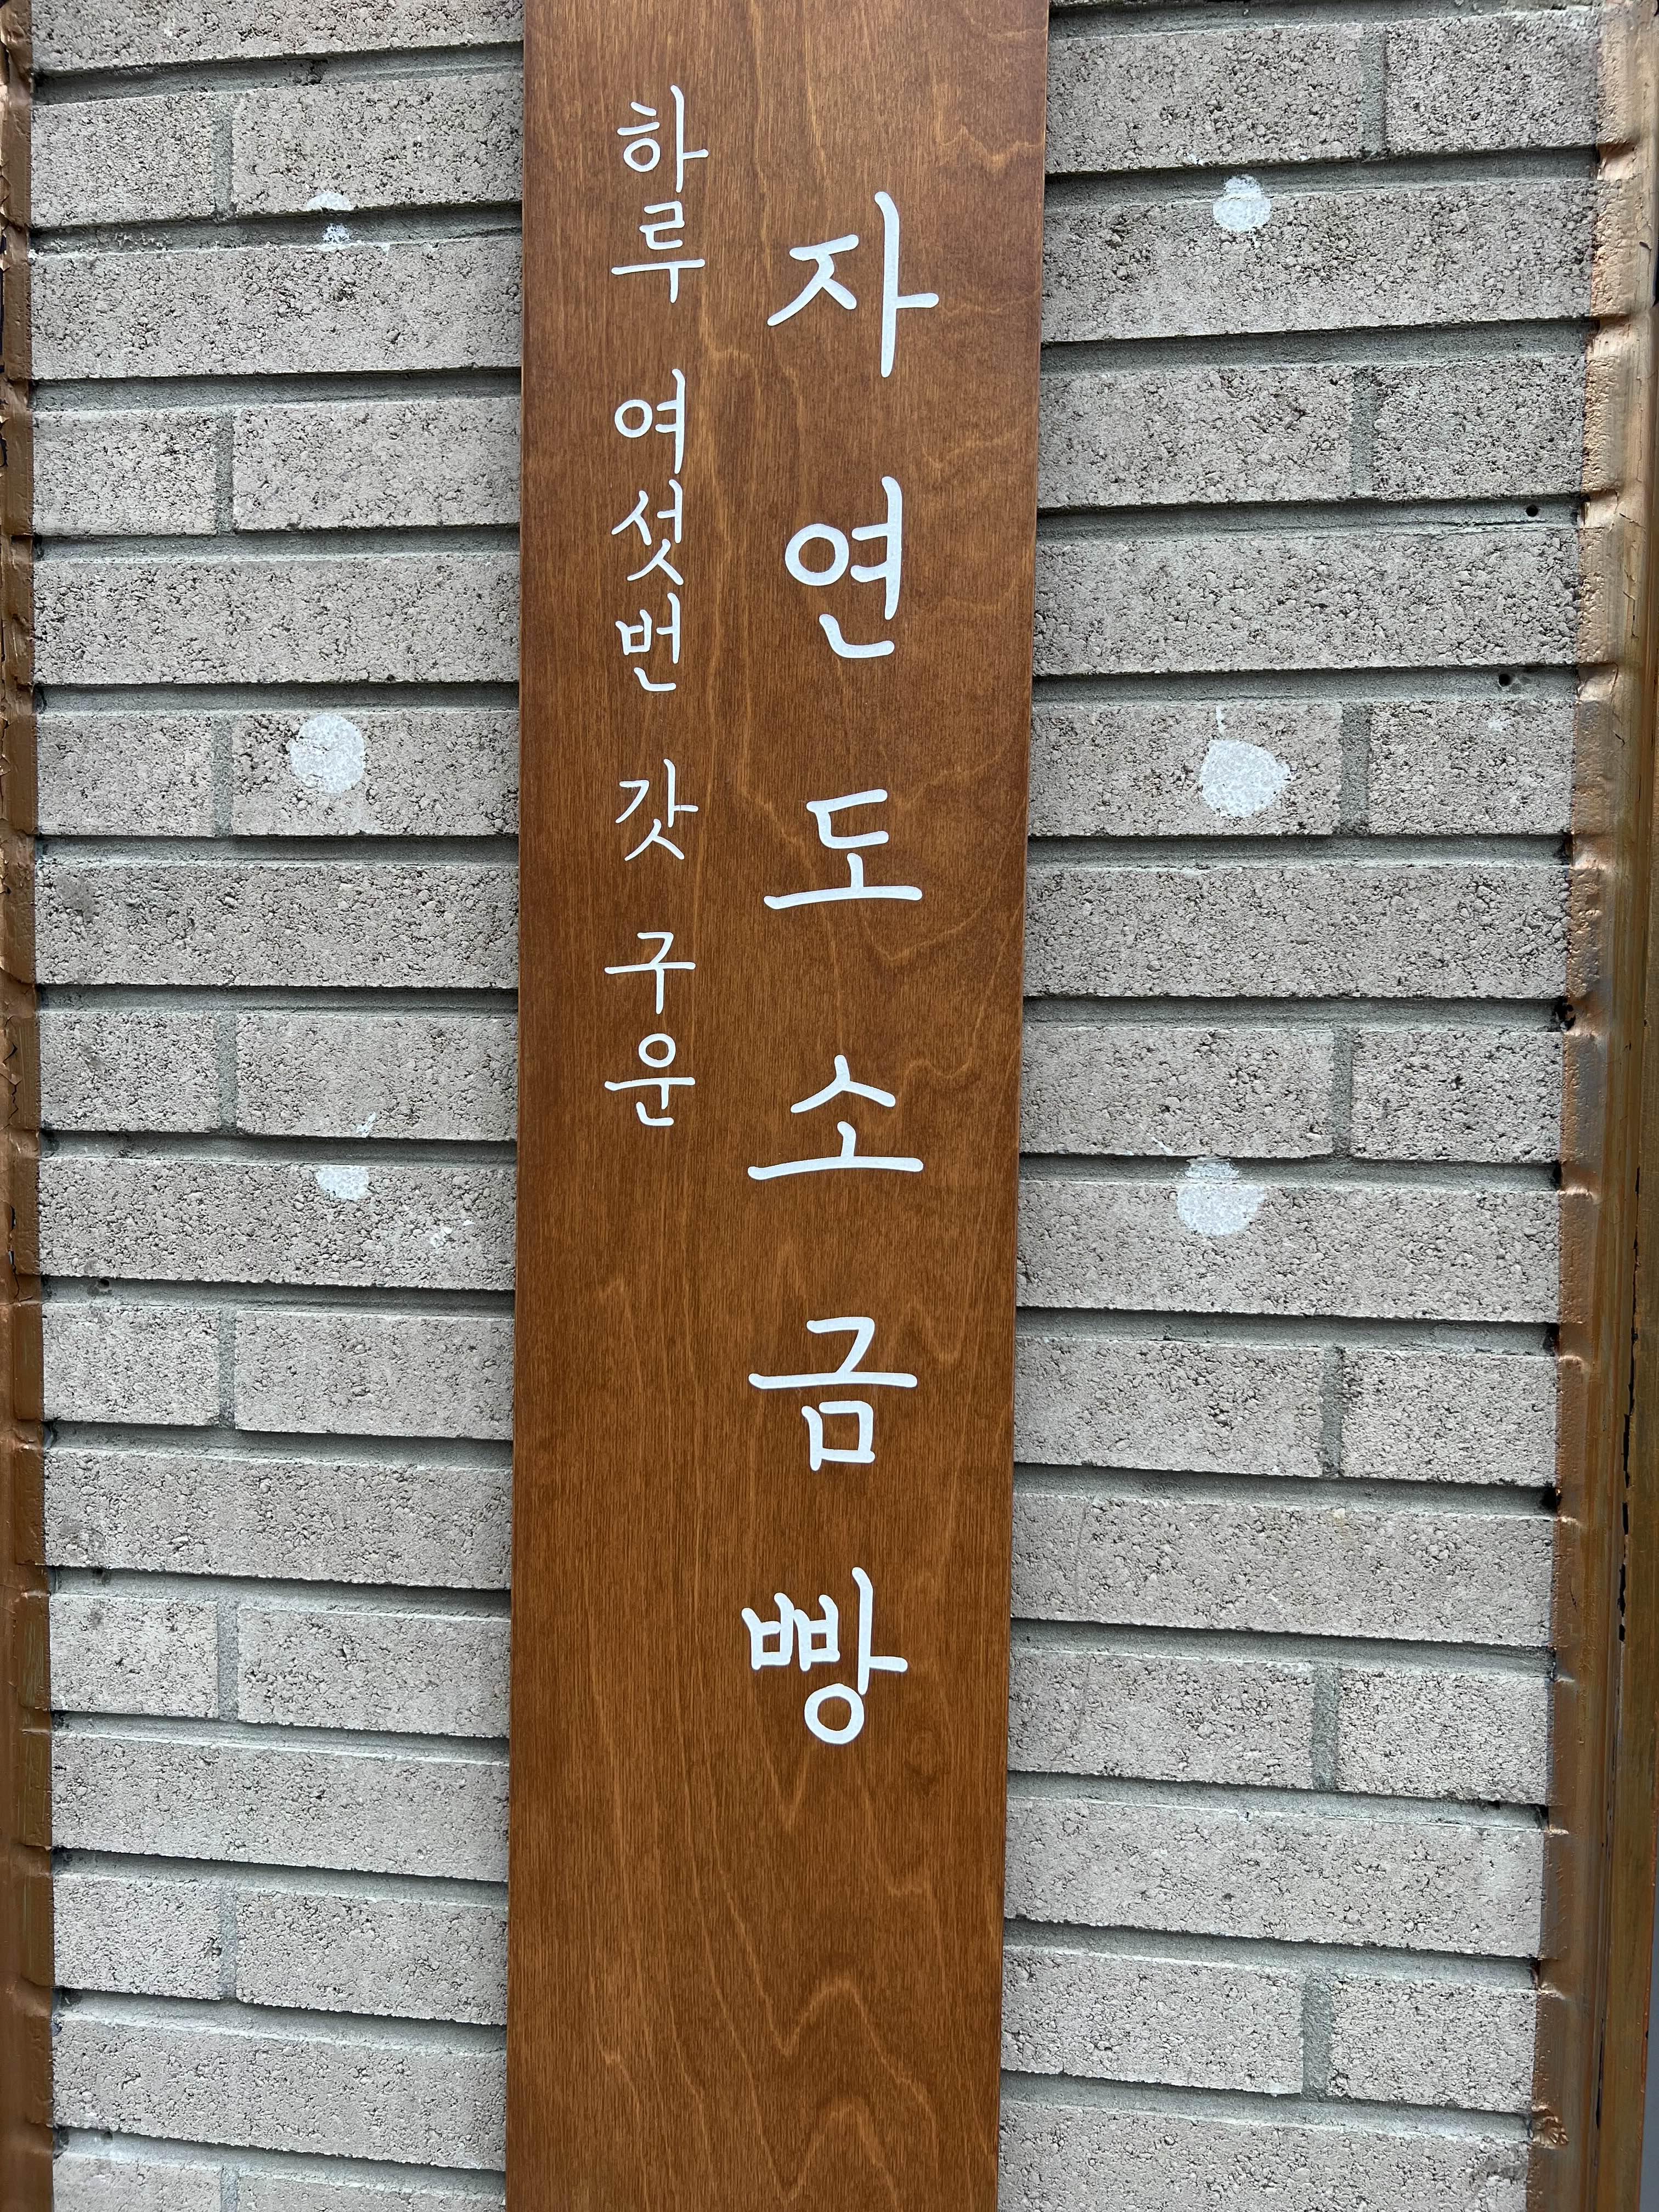 하루 여섯번 갓 구운
자연도소금빵